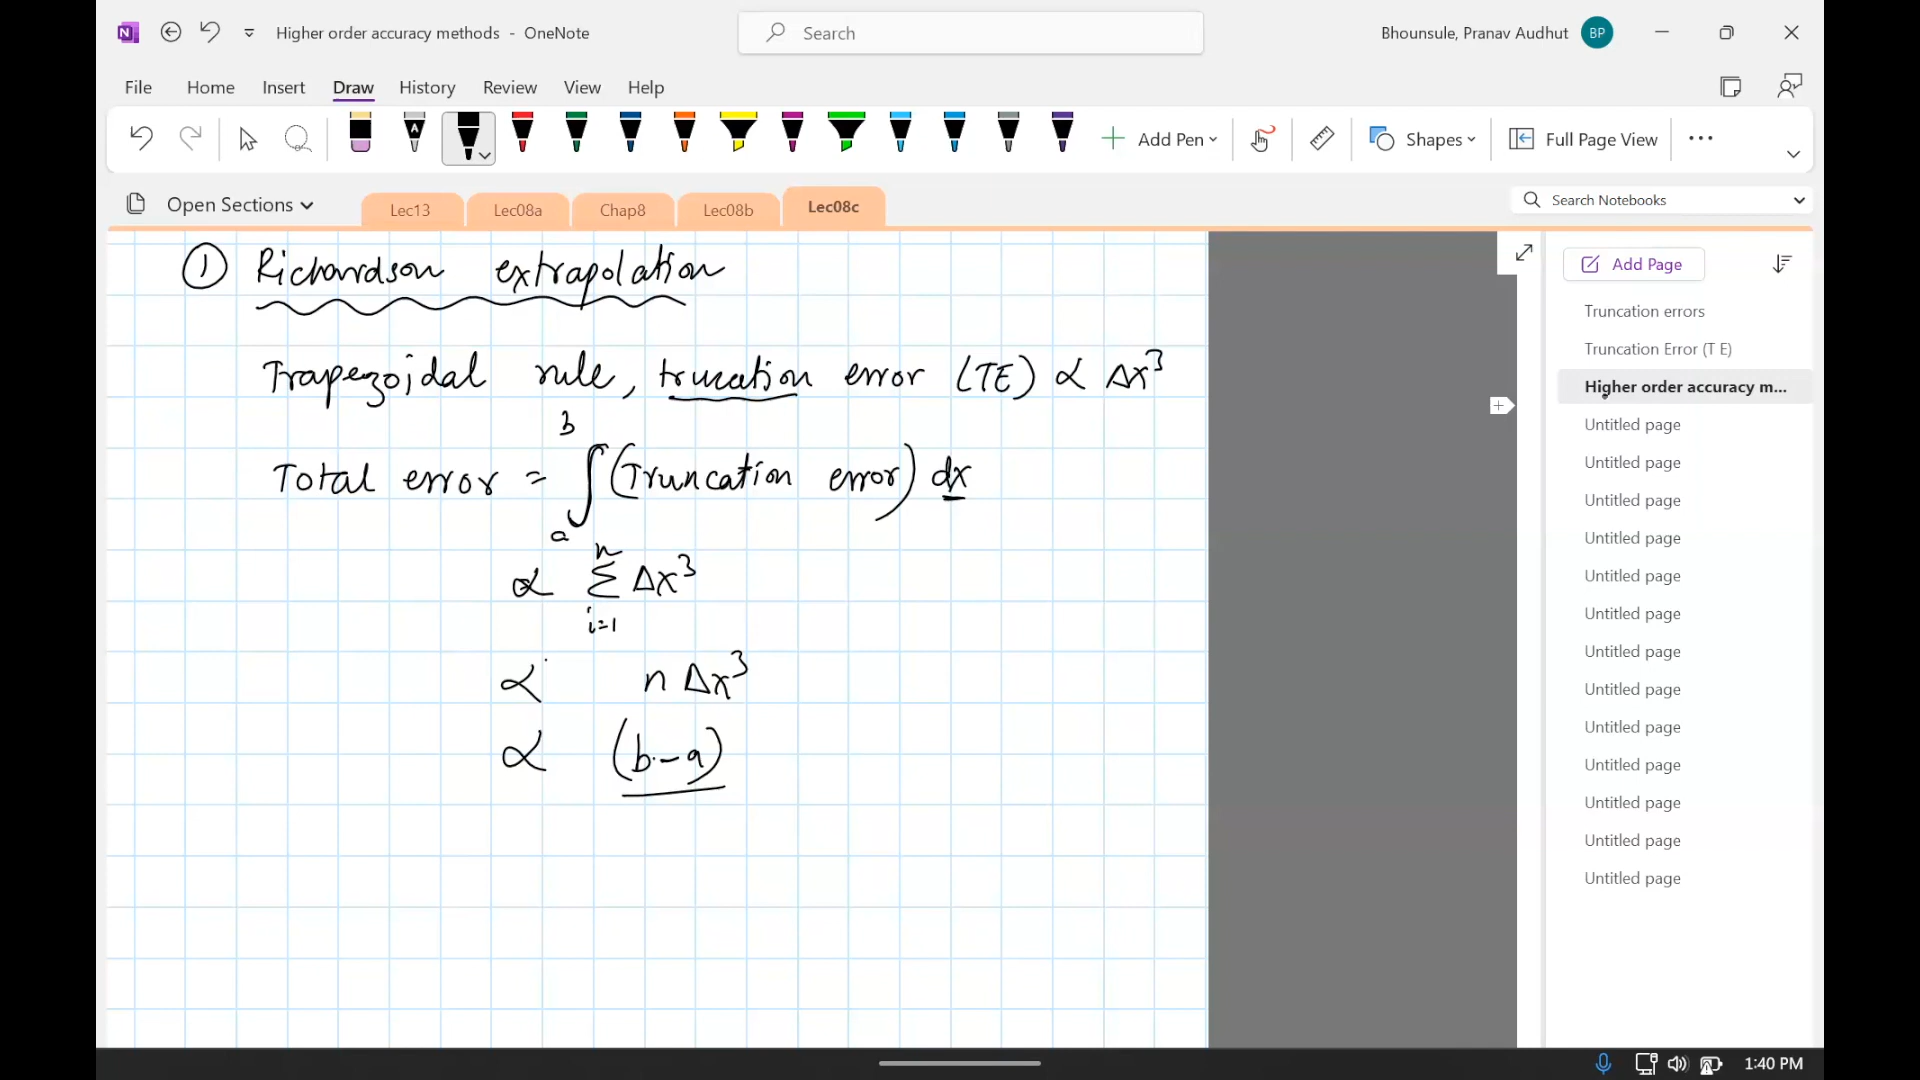 Higher order accuracy methods - OneNote
Search
Bhounsule, Pranav Audhut
BP
File Home Insert Draw History Review View Help
A
Add Pen
Shapes
Full Page View
Open Sections
Lec13
Lec08a
Chap8
Lec08b
Lec08c
Search Notebooks
① Richardson extrapolation
Trapezoidal rule, trucation error (TE) ∝ Δx³
Total error = ∫ₐᵇ (Truncation error) dx
∝ Σ Δx³
n
i=1
∝ n Δx³
∝ (b-a)
Add Page
Truncation errors
Truncation Error (T E)
Higher order accuracy m...
Untitled page
Untitled page
Untitled page
Untitled page
Untitled page
Untitled page
Untitled page
Untitled page
Untitled page
Untitled page
Untitled page
Untitled page
Untitled page
1:40 PM